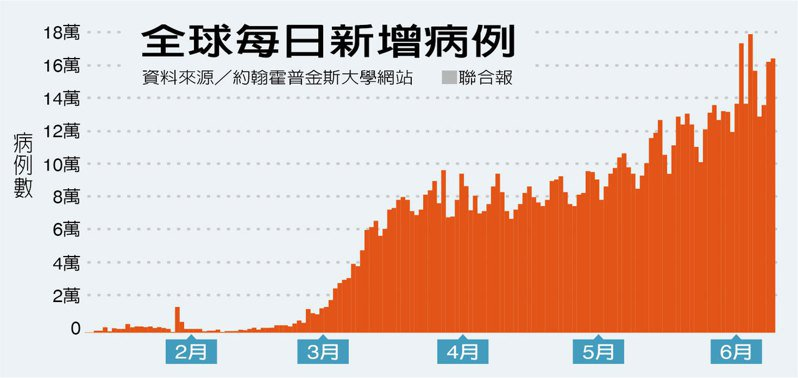 全球每日新增病例
資料來源／約翰霍普金斯大學網站 聯合報
病例數
18萬
16萬
14萬
12萬
10萬
8萬
6萬
4萬
2萬
0
2月 3月 4月 5月 6月